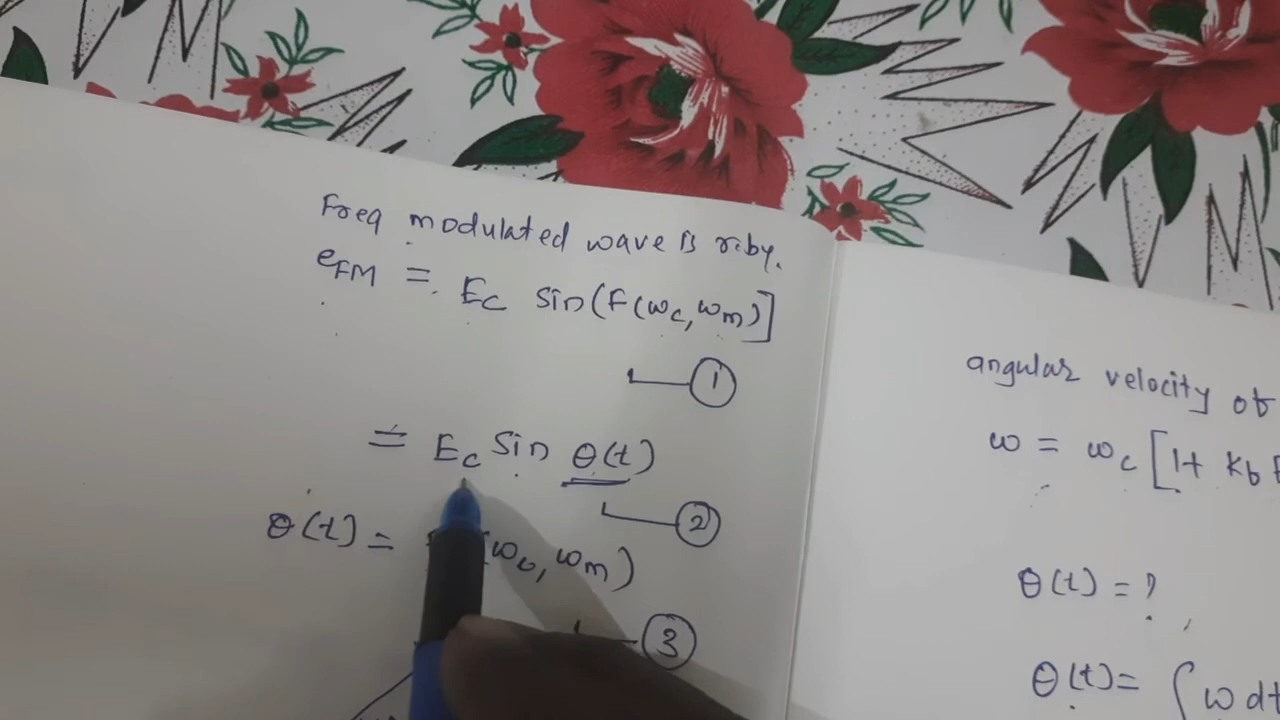 Freq modulated wave is r.by.
eFM = Ec sin(F(ωc,ωm)]
①
= Ec sin θ(t)
②
θ(t) = (ωc, ωm)
③
angular velocity of
ω = ωc [1+ Kb E
θ(t) = ?
θ(t) = ∫ ω dt